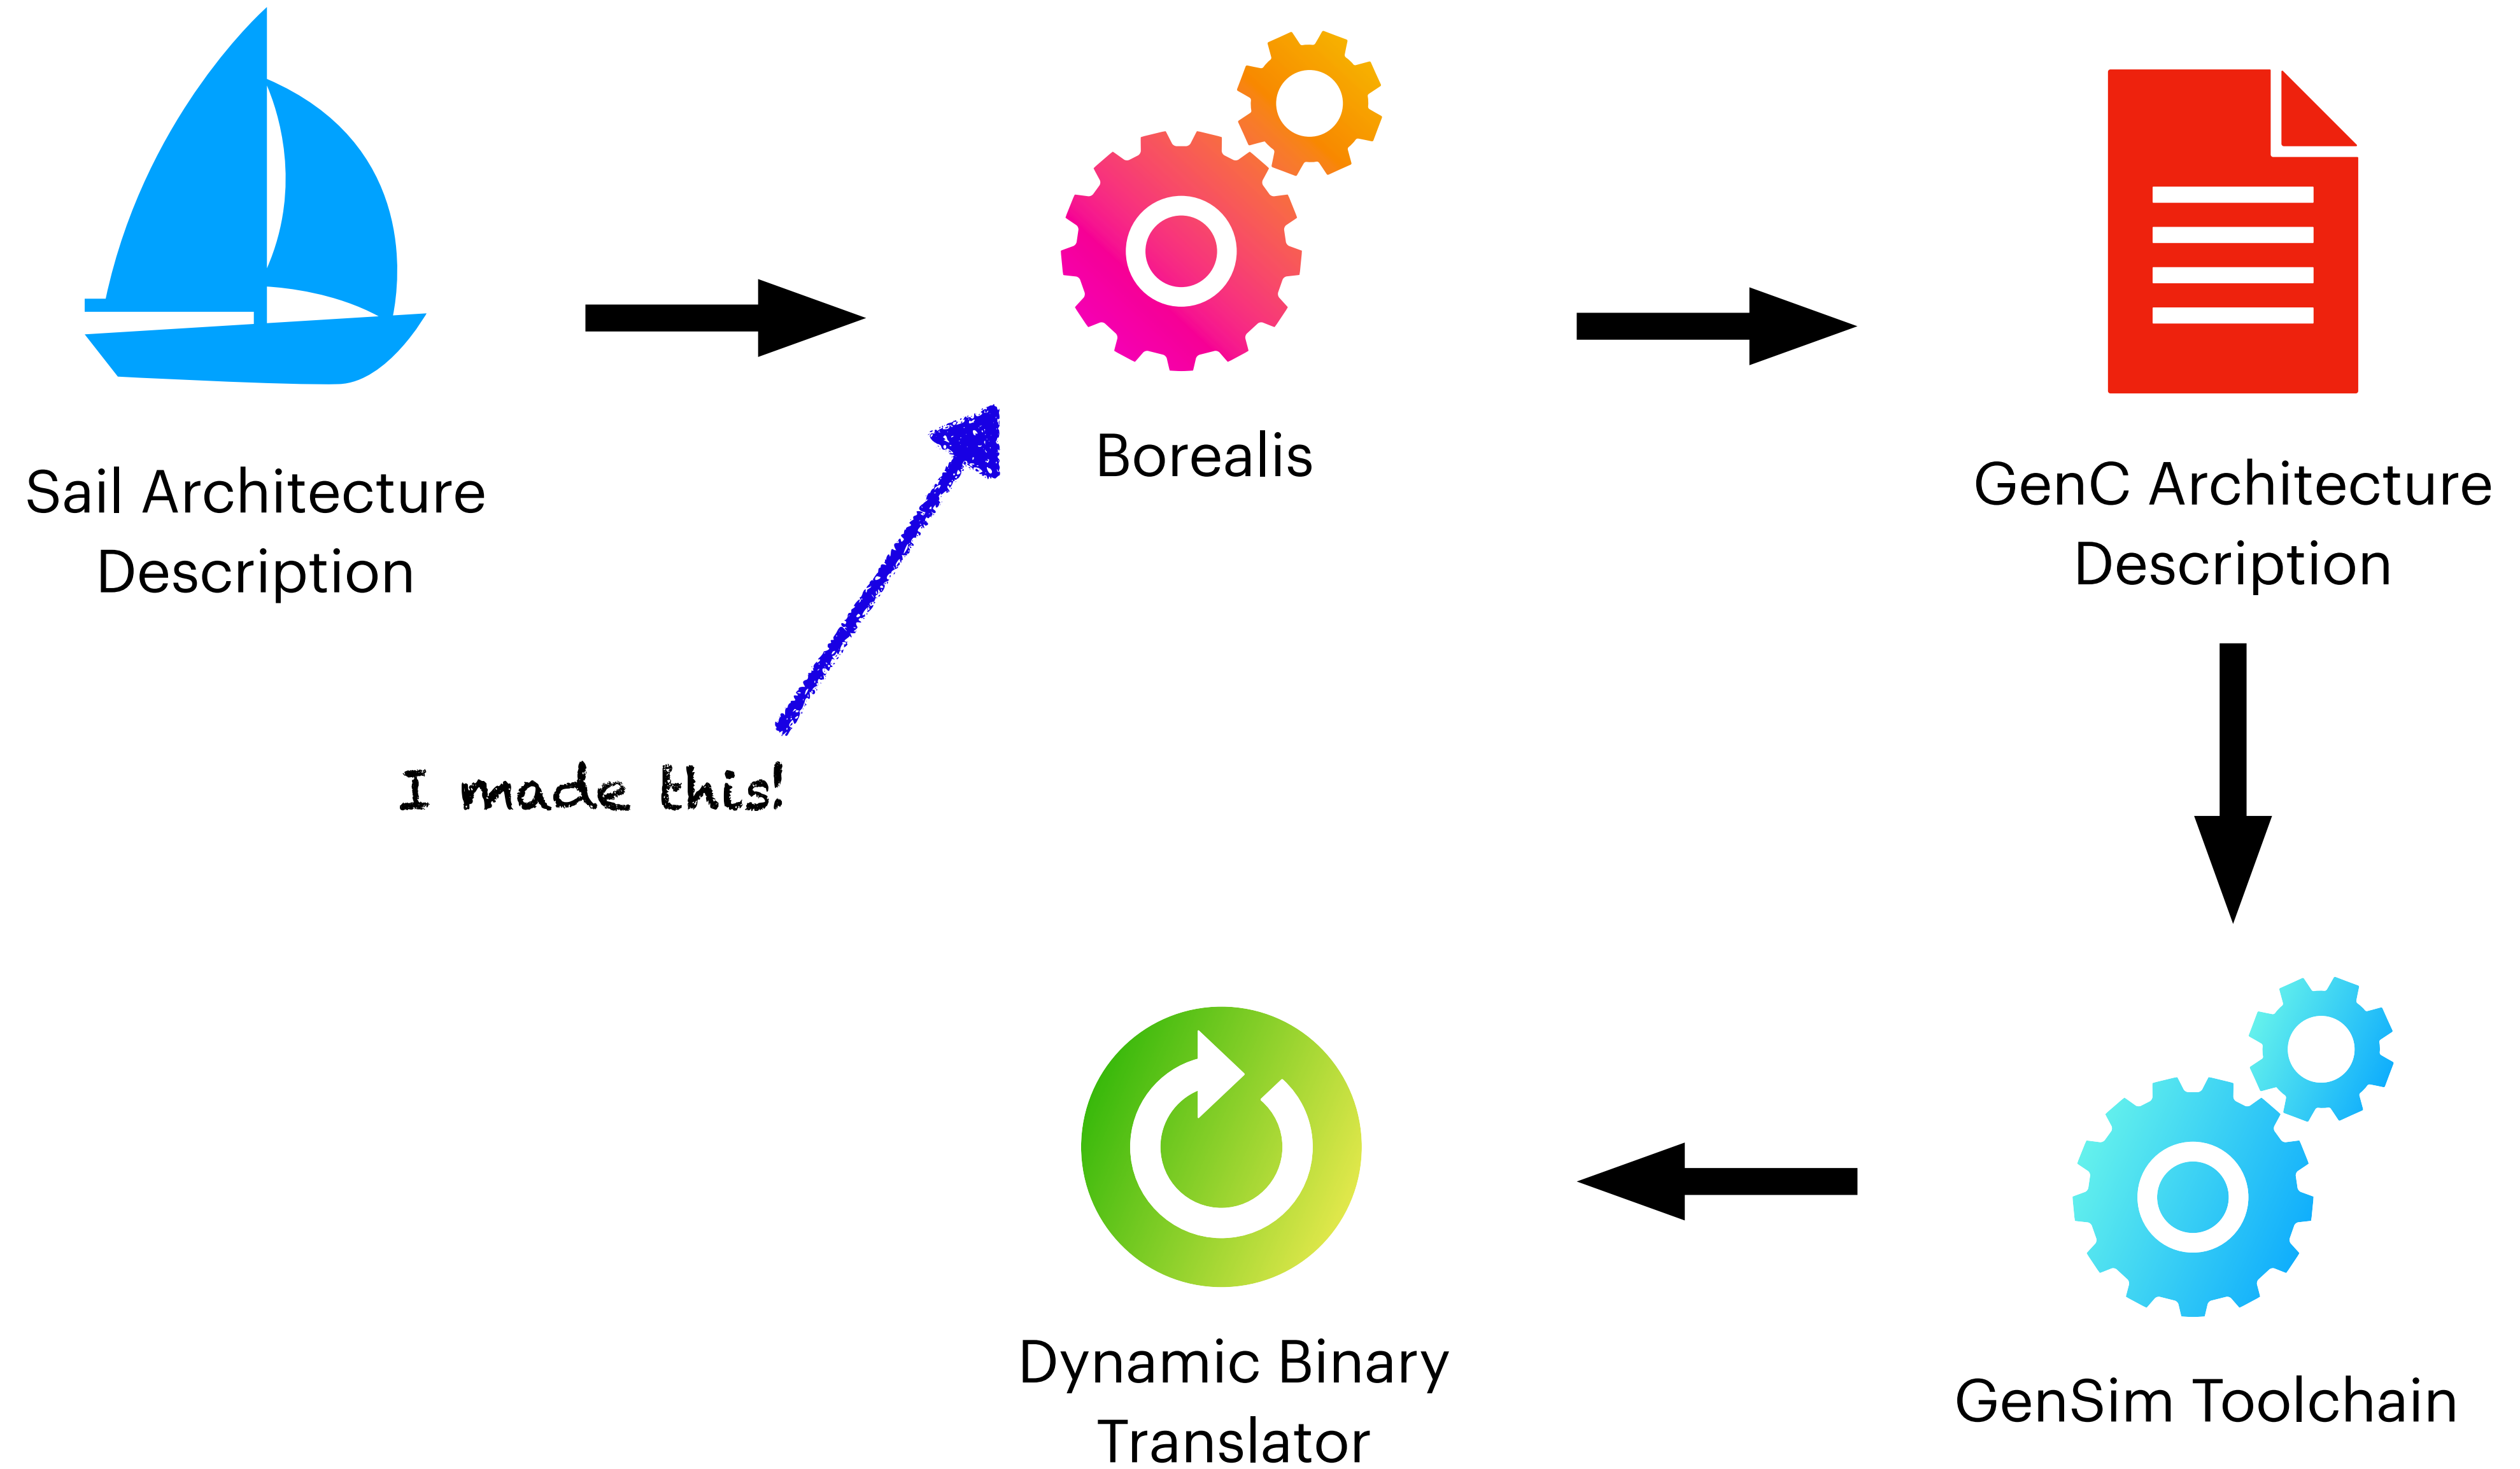 Sail Architecture
Description
Borealis
GenC Architecture
Description
I made this!
Dynamic Binary
Translator
GenSim Toolchain